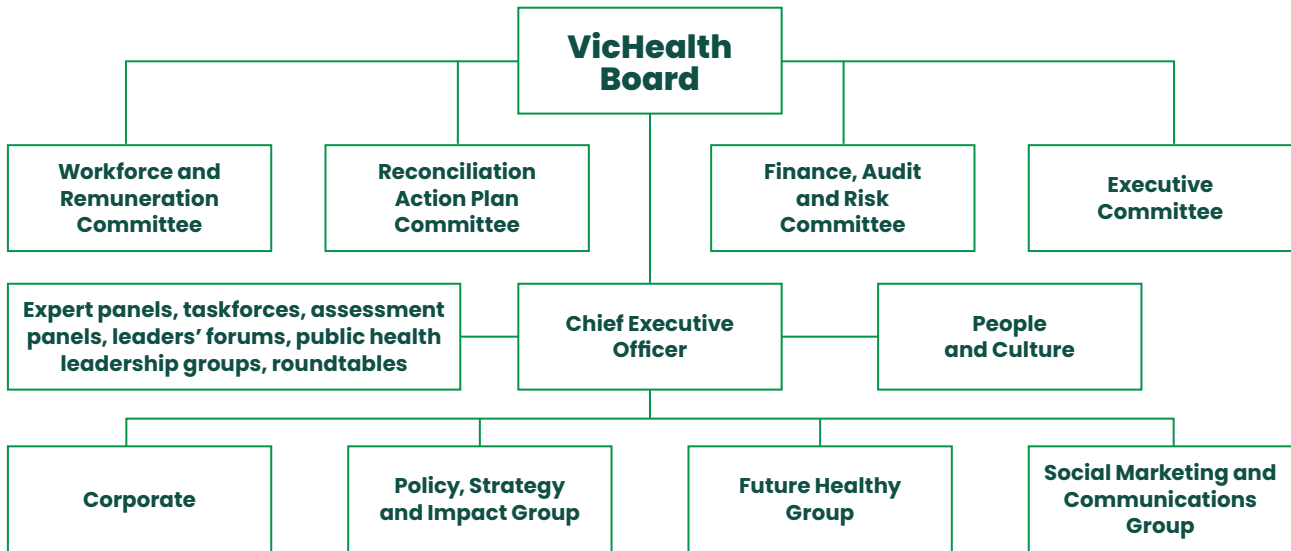 VicHealth
Board
Workforce and
Remuneration
Committee
Reconciliation
Action Plan
Committee
Finance, Audit
and Risk
Committee
Executive
Committee
Expert panels, taskforces, assessment
panels, leaders’ forums, public health
leadership groups, roundtables
Chief Executive
Officer
People
and Culture
Corporate
Policy, Strategy
and Impact Group
Future Healthy
Group
Social Marketing and
Communications
Group